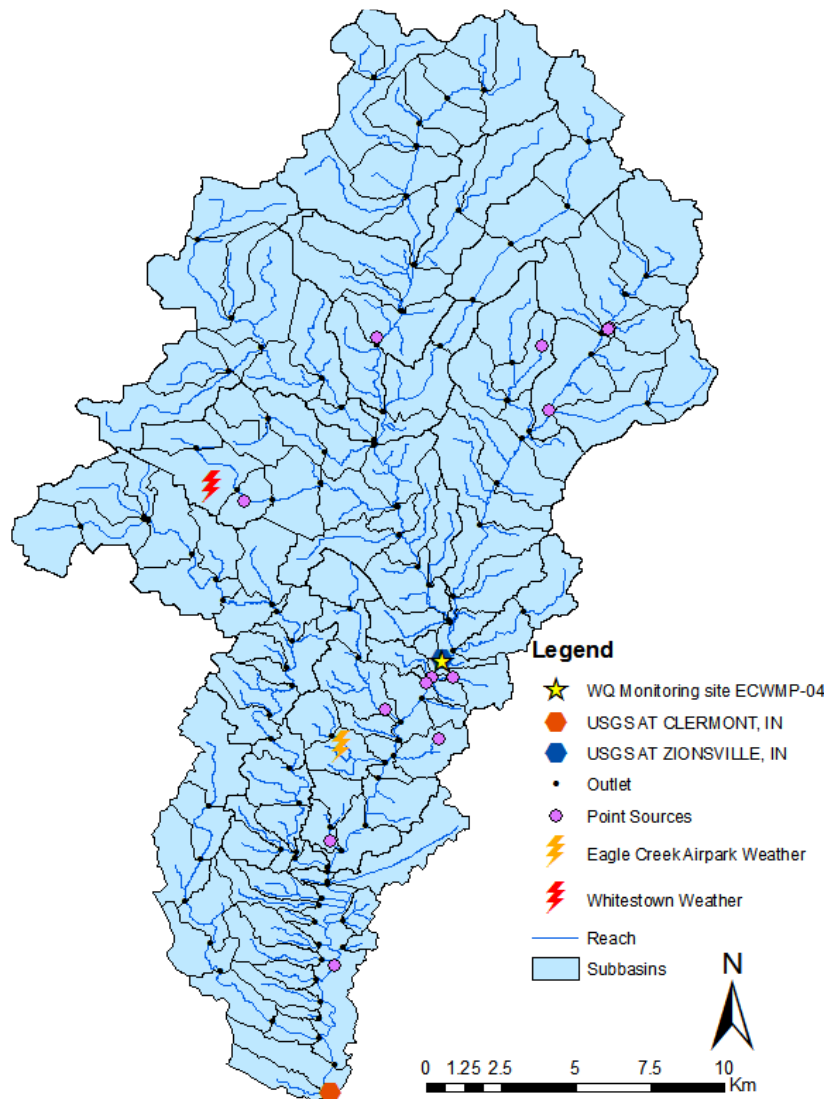 Legend
WQ Monitoring site ECWMP-04
USGS AT CLERMONT, IN
USGS AT ZIONSVILLE, IN
Outlet
Point Sources
Eagle Creek Airpark Weather
Whitestown Weather
Reach
Subbasins
N
0 1.25 2.5 5 7.5 10
Km